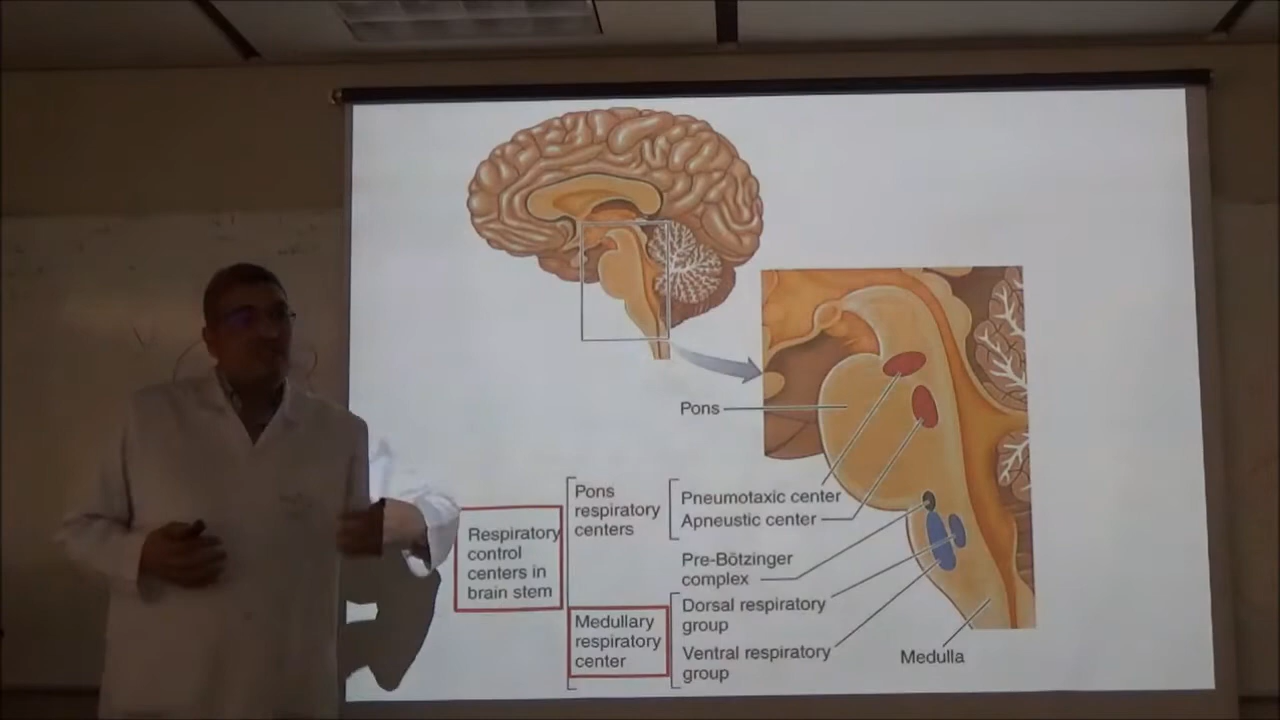 Pons
Respiratory
control
centers in
brain stem
Pons
respiratory
centers
Pneumotaxic center
Apneustic center
Pre-Bötzinger
complex
Medullary
respiratory
center
Dorsal respiratory
group
Ventral respiratory
group
Medulla